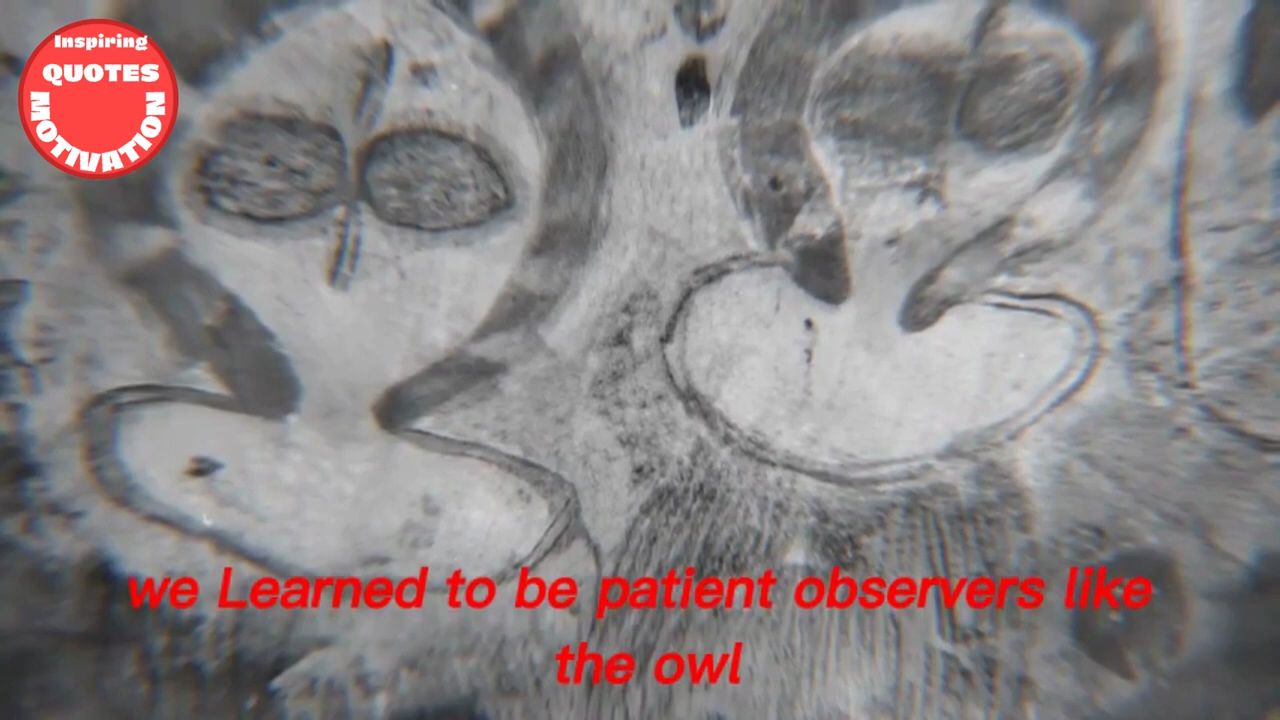 Inspiring
QUOTES
MOTIVATION
we Learned to be patient observers like
the owl